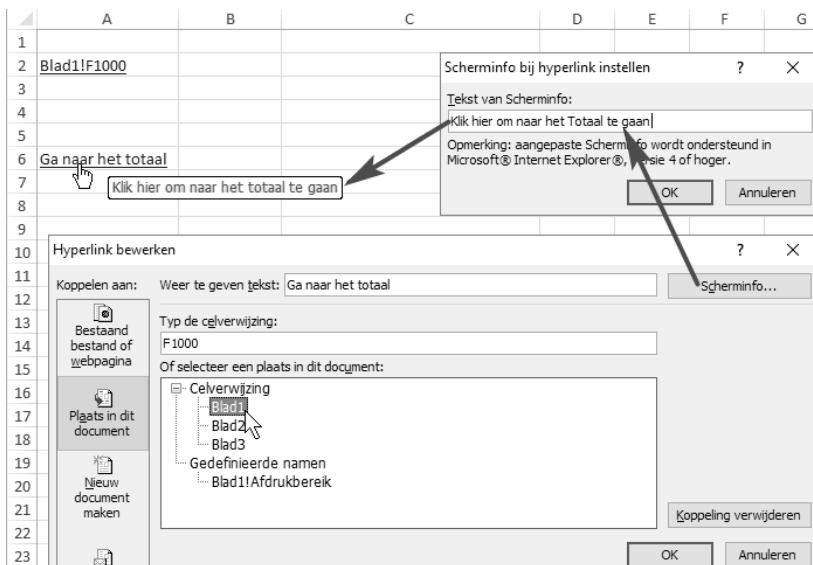 A B C D E F G
1
2 Blad1!F1000
3
4
5
6 Ga naar het totaal
7
8
9
10
11
12
13
14
15
16
17
18
19
20
21
22
23
Klik hier om naar het totaal te gaan
Scherminfo bij hyperlink instellen ? ×
Tekst van Scherminfo:
Klik hier om naar het Totaal te gaan
Opmerking: aangepaste Scherminfo wordt ondersteund in
Microsoft® Internet Explorer®, versie 4 of hoger.
OK Annuleren
Hyperlink bewerken ? ×
Koppelen aan: Weer te geven tekst: Ga naar het totaal Scherminfo...
Bestaand
bestand of
webpagina
Plaats in dit
document
Nieuw
document
maken
Typ de celverwijzing:
F1000
Of selecteer een plaats in dit document:
Celverwijzing
Blad1
Blad2
Blad3
Gedefinieerde namen
Blad1!Afdrukbereik
Koppeling verwijderen
OK Annuleren